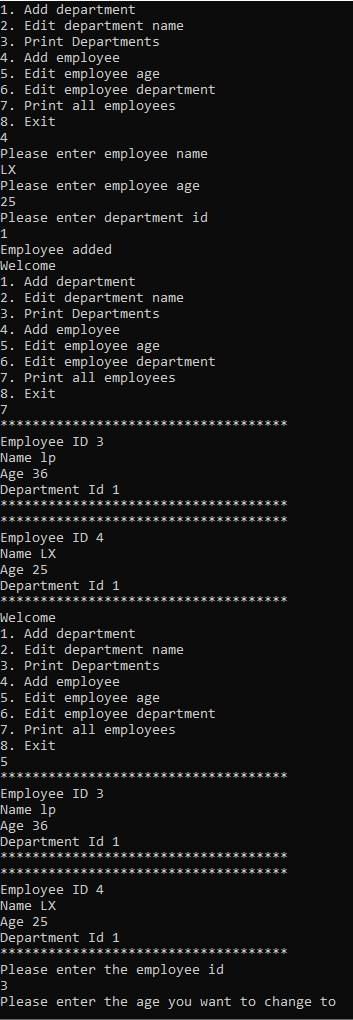 1. Add department
2. Edit department name
3. Print Departments
4. Add employee
5. Edit employee age
6. Edit employee department
7. Print all employees
8. Exit
4
Please enter employee name
LX
Please enter employee age
25
Please enter department id
1
Employee added
Welcome
1. Add department
2. Edit department name
3. Print Departments
4. Add employee
5. Edit employee age
6. Edit employee department
7. Print all employees
8. Exit
7
************************************
Employee ID 3
Name lp
Age 36
Department Id 1
************************************
************************************
Employee ID 4
Name LX
Age 25
Department Id 1
************************************
Welcome
1. Add department
2. Edit department name
3. Print Departments
4. Add employee
5. Edit employee age
6. Edit employee department
7. Print all employees
8. Exit
5
************************************
Employee ID 3
Name lp
Age 36
Department Id 1
************************************
************************************
Employee ID 4
Name LX
Age 25
Department Id 1
************************************
Please enter the employee id
3
Please enter the age you want to change to